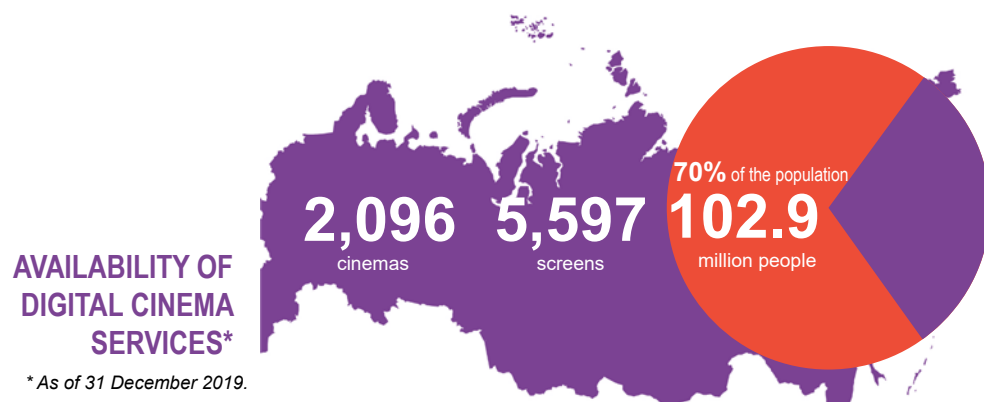 AVAILABILITY OF
DIGITAL CINEMA
SERVICES*
* As of 31 December 2019.
2,096
cinemas
5,597
screens
70% of the population
102.9
million people